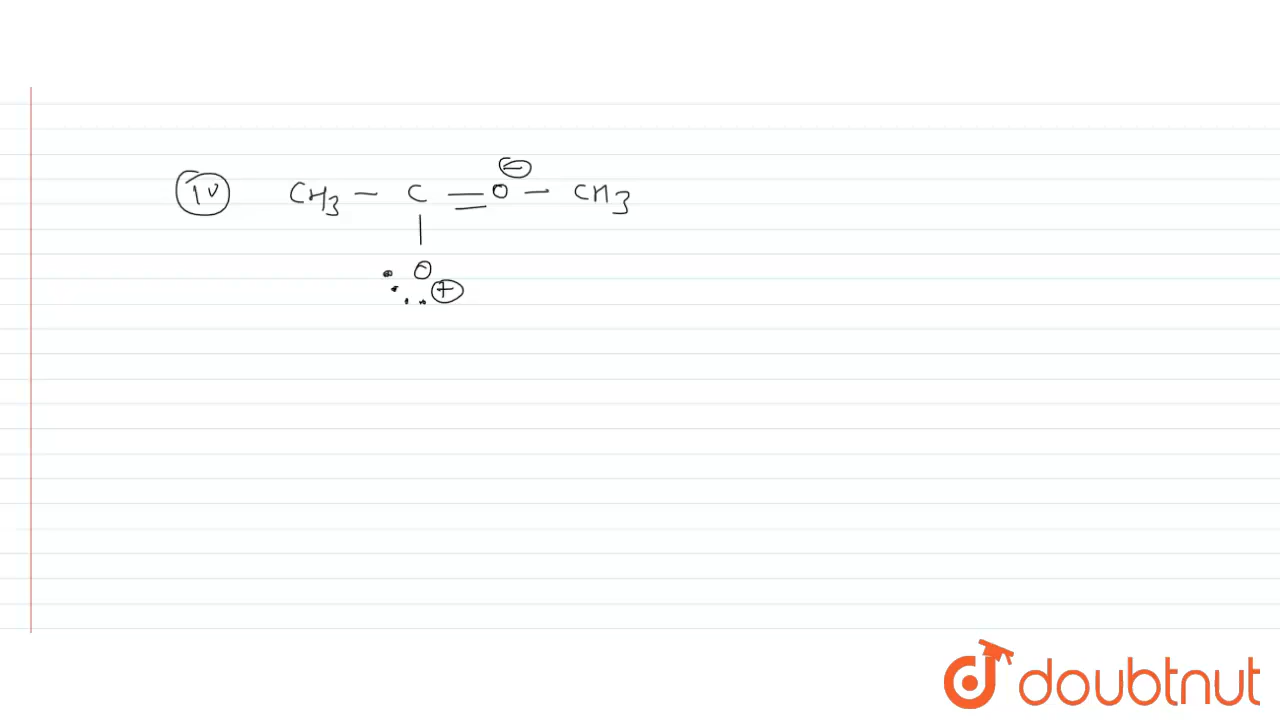 ⊖
IV CH3 - C = O - CH3
|
O
⊕
doubtnut